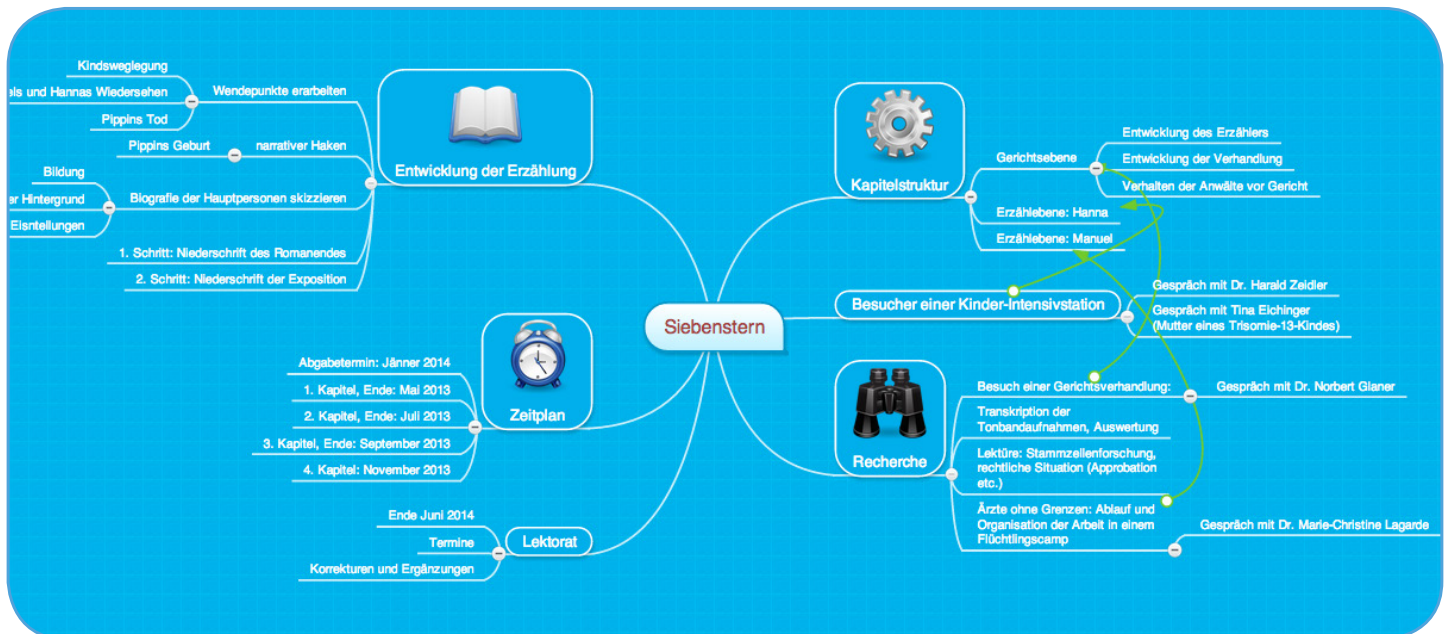 Siebenstern
Entwicklung der Erzählung
Wendepunkte erarbeiten
Kindsweglegung
und Hannas Wiedersehen
Pippins Tod
narrativer Haken
Pippins Geburt
Biografie der Hauptpersonen skizzieren
Bildung
Hintergrund
Eisntellungen
1. Schritt: Niederschrift des Romanendes
2. Schritt: Niederschrift der Exposition
Zeitplan
Abgabetermin: Jänner 2014
1. Kapitel, Ende: Mai 2013
2. Kapitel, Ende: Juli 2013
3. Kapitel, Ende: September 2013
4. Kapitel: November 2013
Lektorat
Ende Juni 2014
Termine
Korrekturen und Ergänzungen
Kapitelstruktur
Gerichtsebene
Entwicklung des Erzählers
Entwicklung der Verhandlung
Verhalten der Anwälte vor Gericht
Erzählebene: Hanna
Erzählebene: Manuel
Besucher einer Kinder-Intensivstation
Gespräch mit Dr. Harald Zeidler
Gespräch mit Tina Eichinger
(Mutter eines Trisomie-13-Kindes)
Recherche
Besuch einer Gerichtsverhandlung:
Gespräch mit Dr. Norbert Glaner
Transkription der
Tonbandaufnahmen, Auswertung
Lektüre: Stammzellenforschung,
rechtliche Situation (Approbation
etc.)
Ärzte ohne Grenzen: Ablauf und
Organisation der Arbeit in einem
Flüchtlingscamp
Gespräch mit Dr. Marie-Christine Lagarde